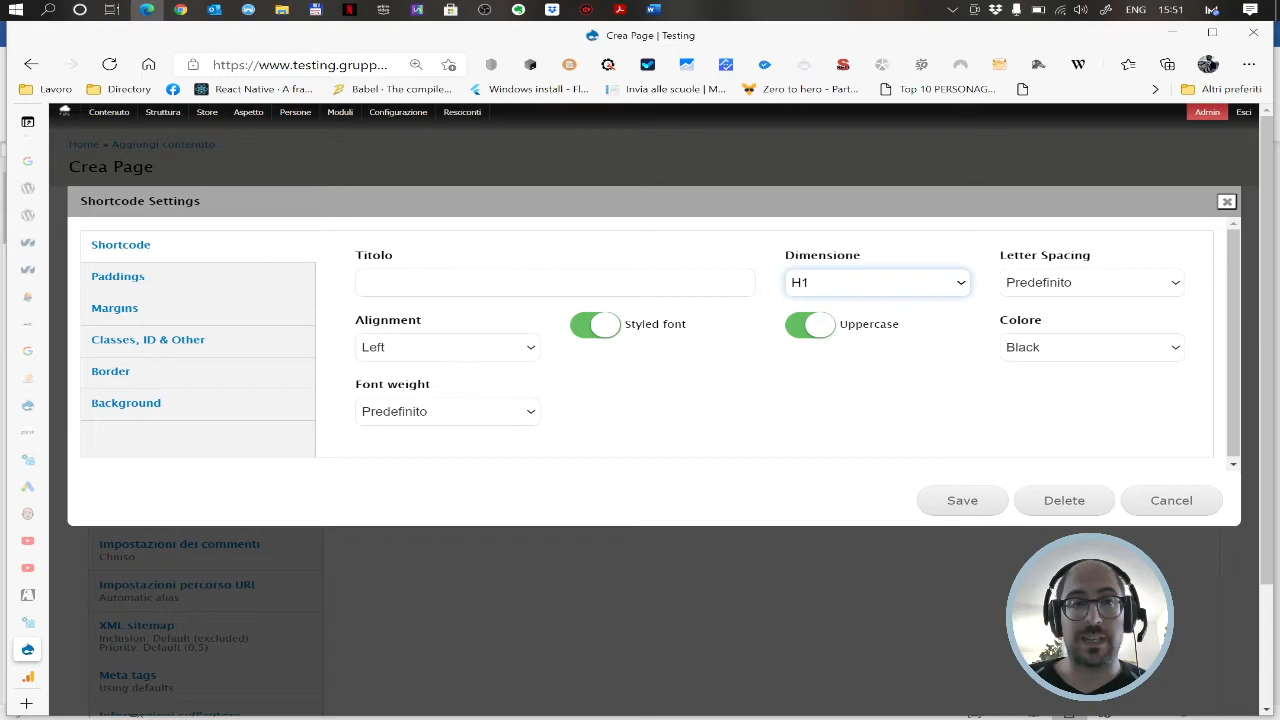 ENG 15:51
Crea Page | Testing
https://www.testing.grupp...
Lavoro Directory React Native · A fra... Babel · The compile... Windows install - Fl... Invia alle scuole | M... Zero to hero - Part... Top 10 PERSONAG... Altri preferiti
Contenuto Struttura Store Aspetto Persone Moduli Configurazione Resoconti Admin Esci
Home » Aggiungi contenuto
Crea Page
Shortcode Settings
Shortcode
Paddings
Margins
Classes, ID & Other
Border
Background
Titolo Dimensione Letter Spacing
H1 Predefinito
Alignment Styled font Uppercase Colore
Left Black
Font weight
Predefinito
Save Delete Cancel
Impostazioni dei commenti
Chiuso
Impostazioni percorso URL
Automatic alias
XML sitemap
Inclusion: Default (excluded)
Priority: Default (0.5)
Meta tags
Using defaults